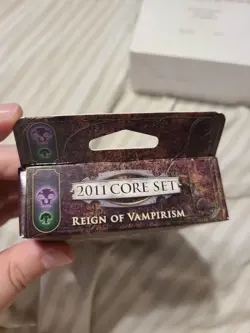 2011 CORE SET
REIGN OF VAMPIRISM